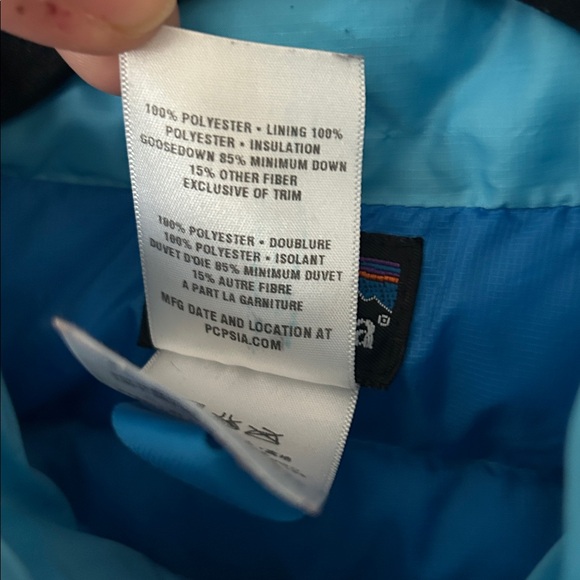 100% POLYESTER • LINING 100%
POLYESTER • INSULATION
GOOSEDOWN 85% MINIMUM DOWN
15% OTHER FIBER
EXCLUSIVE OF TRIM
100% POLYESTER • DOUBLURE
100% POLYESTER • ISOLANT
DUVET D'OIE 85% MINIMUM DUVET
15% AUTRE FIBRE
A PART LA GARNITURE
MFG DATE AND LOCATION AT
PCPSIA.COM
a